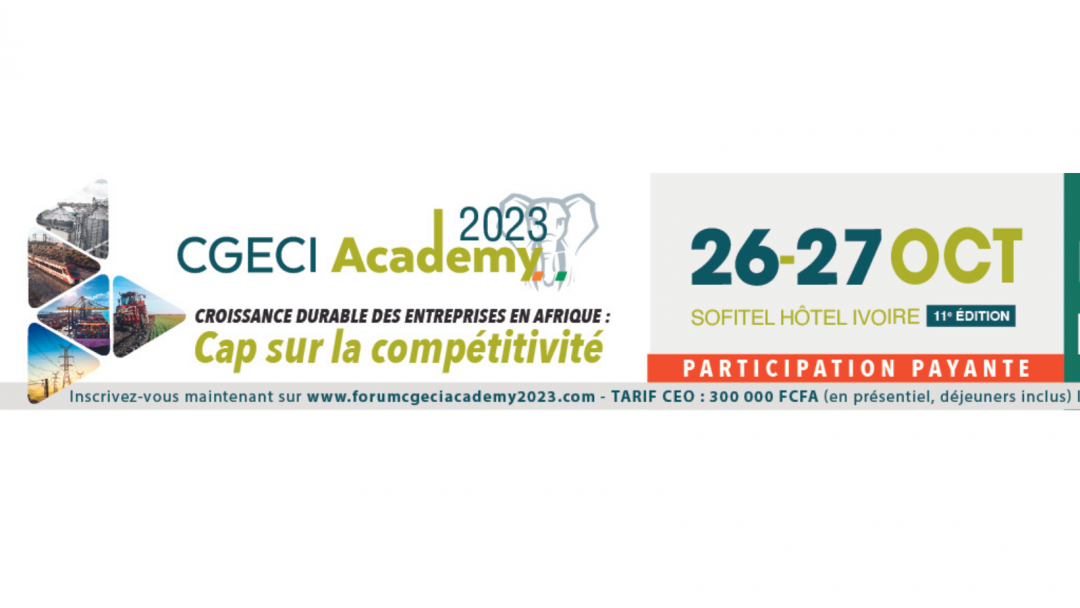 2023
CGECI Academy
CROISSANCE DURABLE DES ENTREPRISES EN AFRIQUE :
Cap sur la compétitivité
26-27 OCT
SOFITEL HÔTEL IVOIRE 11e ÉDITION
PARTICIPATION PAYANTE
Inscrivez-vous maintenant sur www.forumcgeciacademy2023.com - TARIF CEO : 300 000 FCFA (en présentiel, déjeuners inclus)